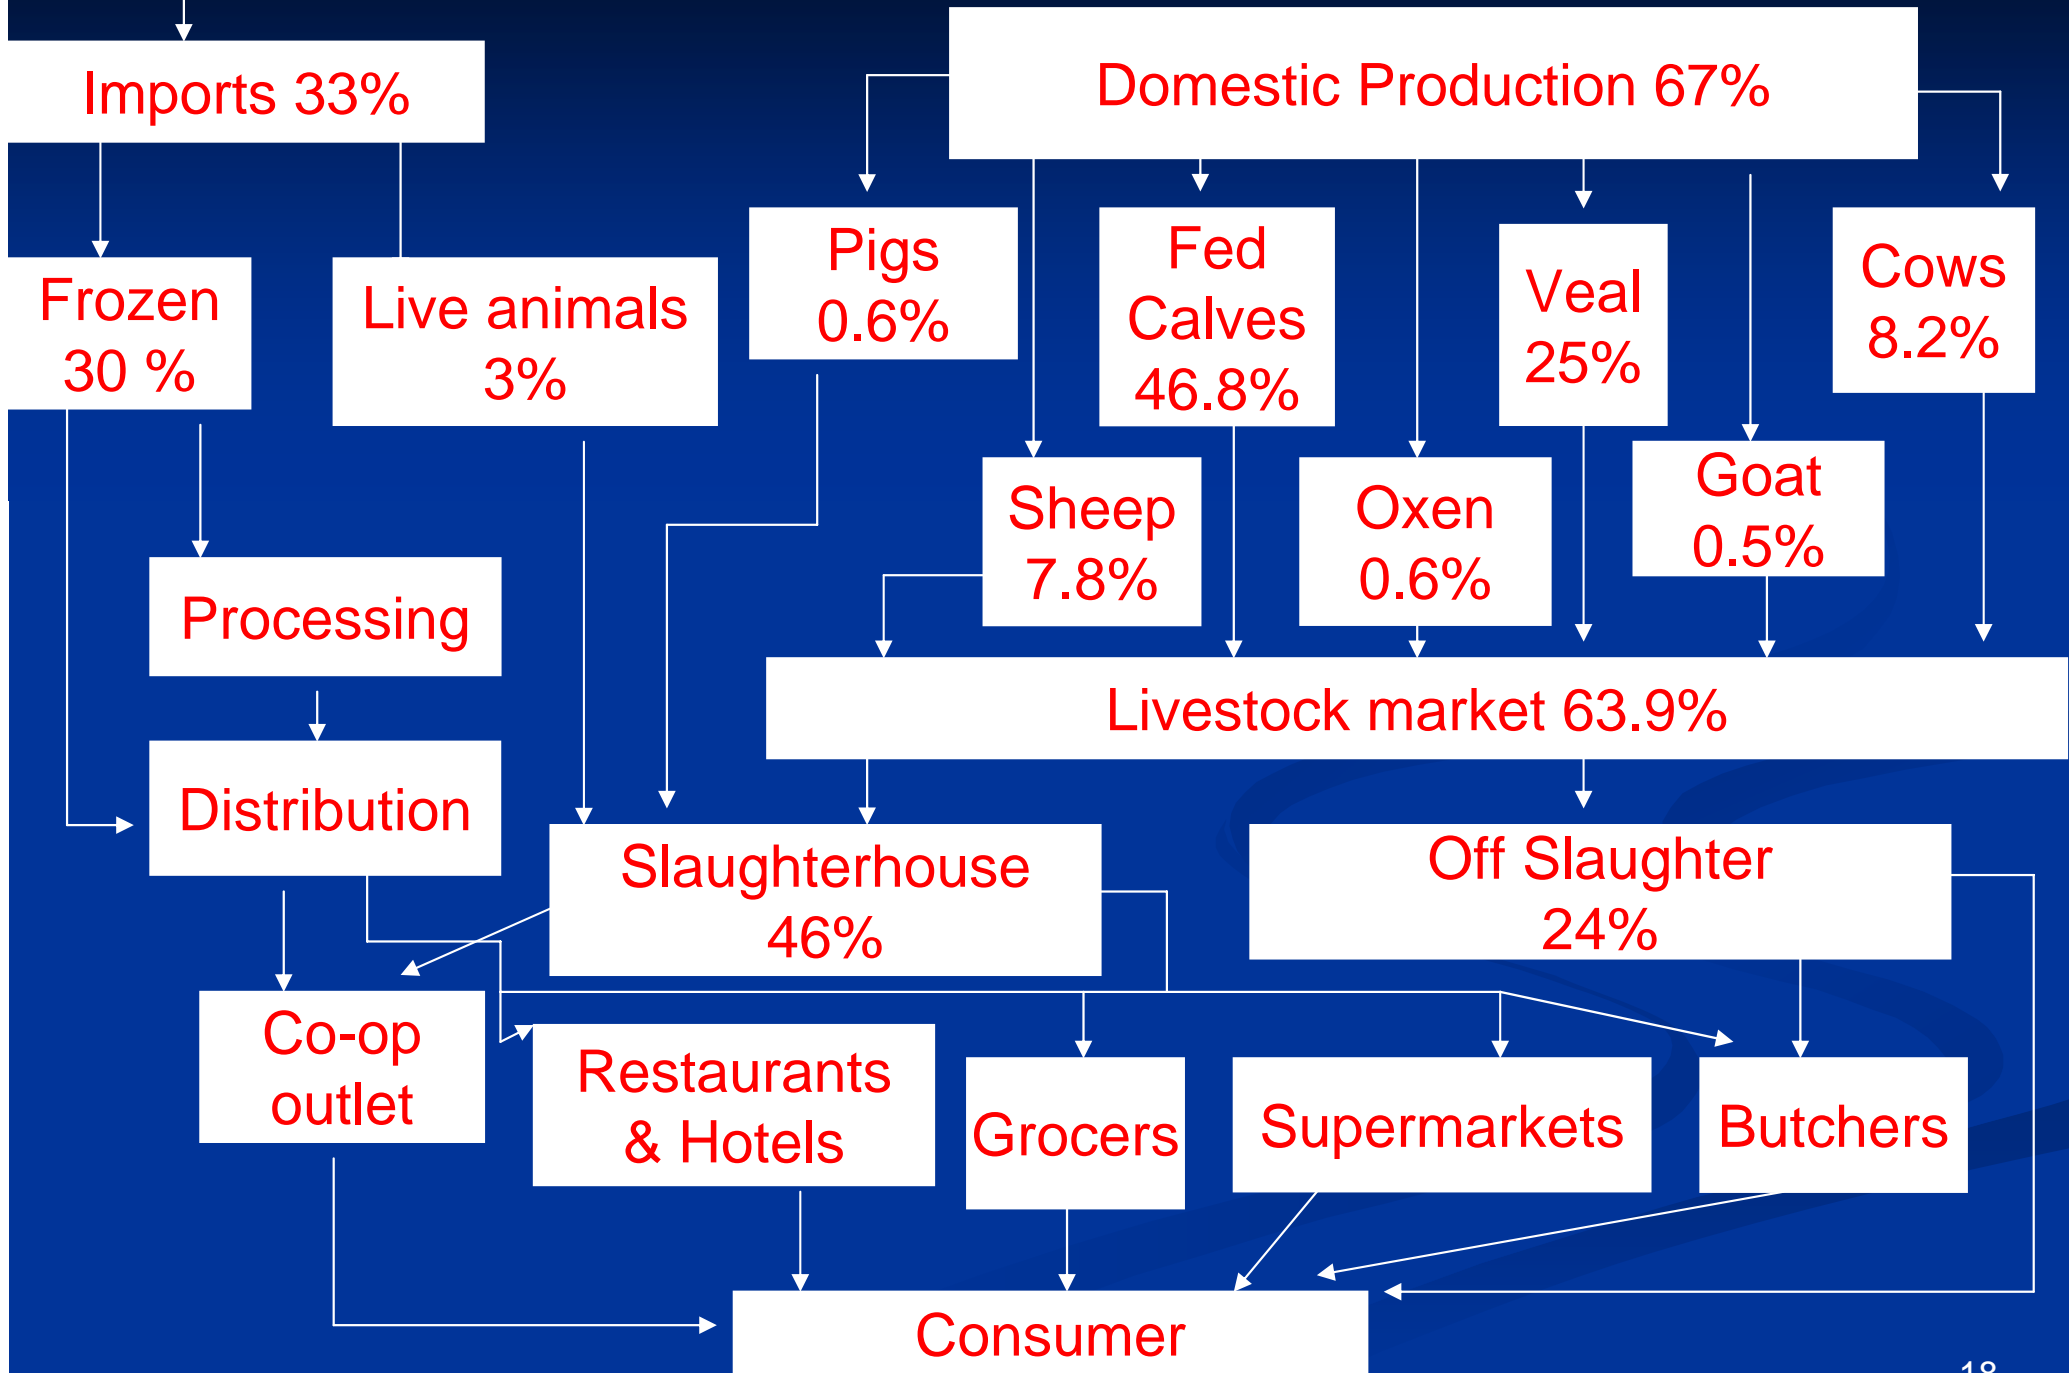 Imports 33%
Domestic Production 67%
Frozen
30 %
Live animals
3%
Pigs
0.6%
Fed
Calves
46.8%
Veal
25%
Cows
8.2%
Sheep
7.8%
Oxen
0.6%
Goat
0.5%
Processing
Livestock market 63.9%
Distribution
Slaughterhouse
46%
Off Slaughter
24%
Co-op
outlet
Restaurants
& Hotels
Grocers
Supermarkets
Butchers
Consumer
18